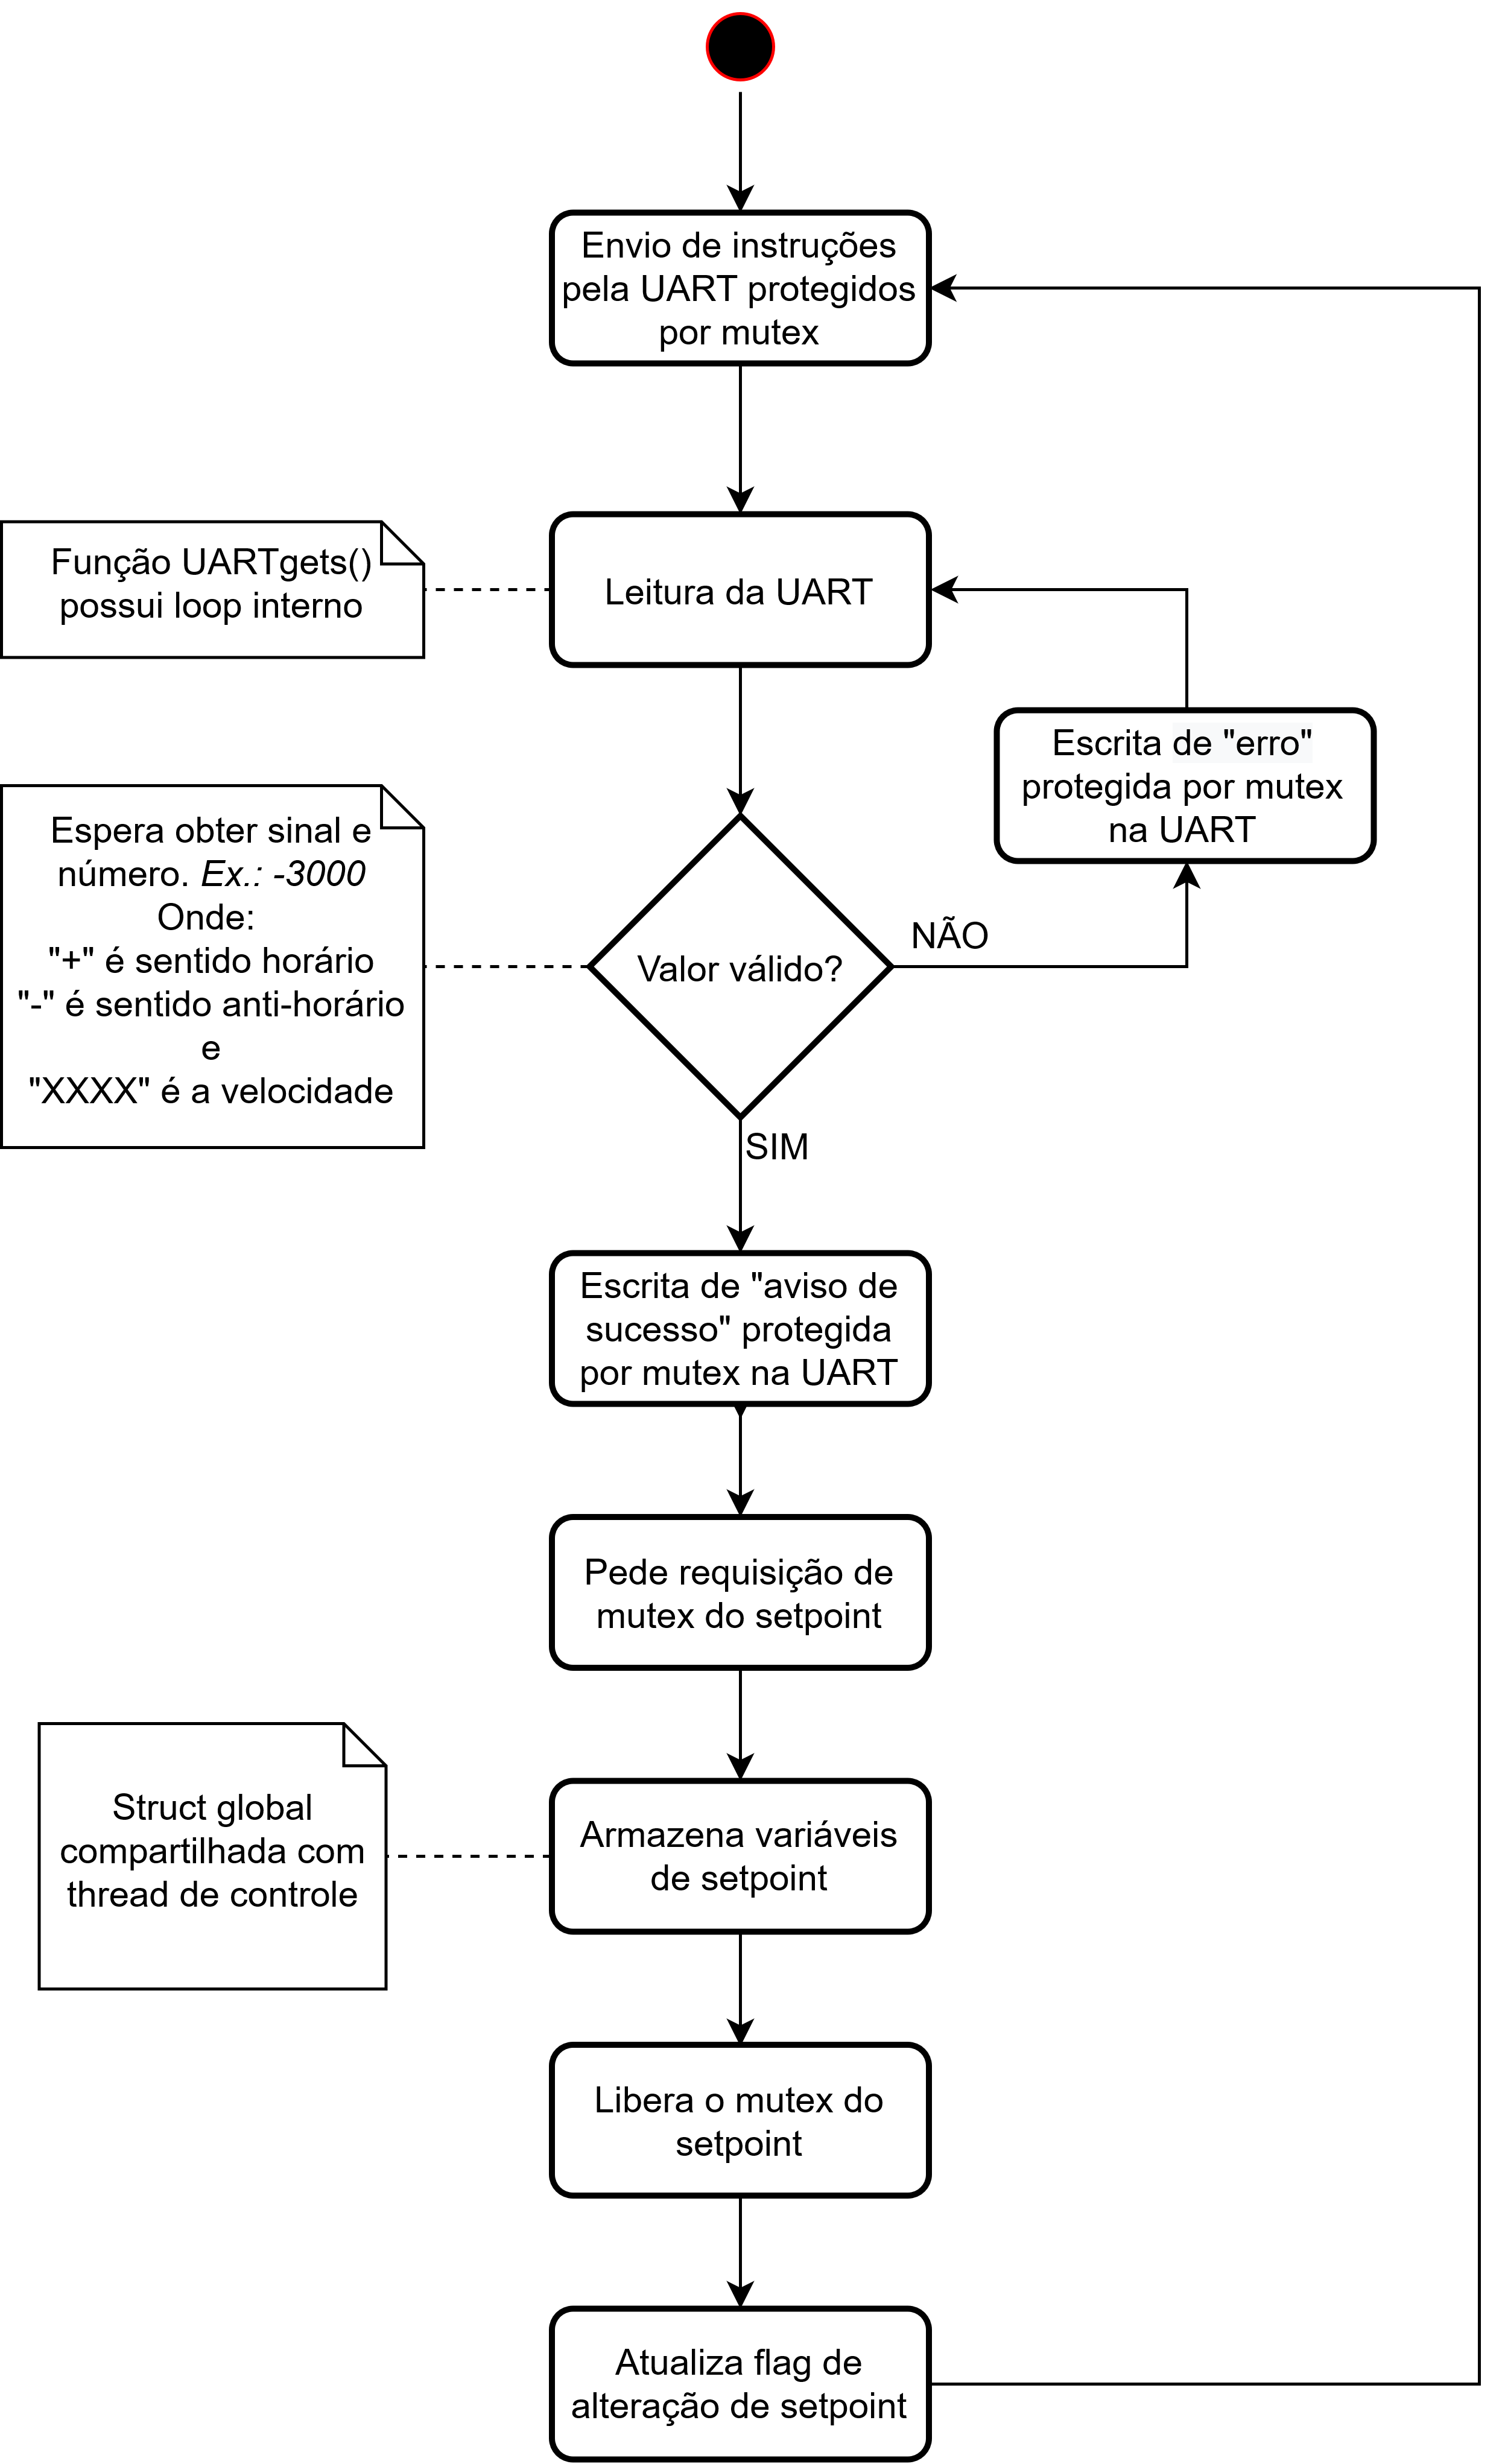 Envio de instruções
pela UART protegidos
por mutex
Função UARTgets()
possui loop interno
Leitura da UART
Escrita de "erro"
protegida por mutex
na UART
Espera obter sinal e
número. Ex.: -3000
Onde:
"+" é sentido horário
"-" é sentido anti-horário
e
"XXXX" é a velocidade
Valor válido?
NÃO
SIM
Escrita de "aviso de
sucesso" protegida
por mutex na UART
Pede requisição de
mutex do setpoint
Struct global
compartilhada com
thread de controle
Armazena variáveis
de setpoint
Libera o mutex do
setpoint
Atualiza flag de
alteração de setpoint